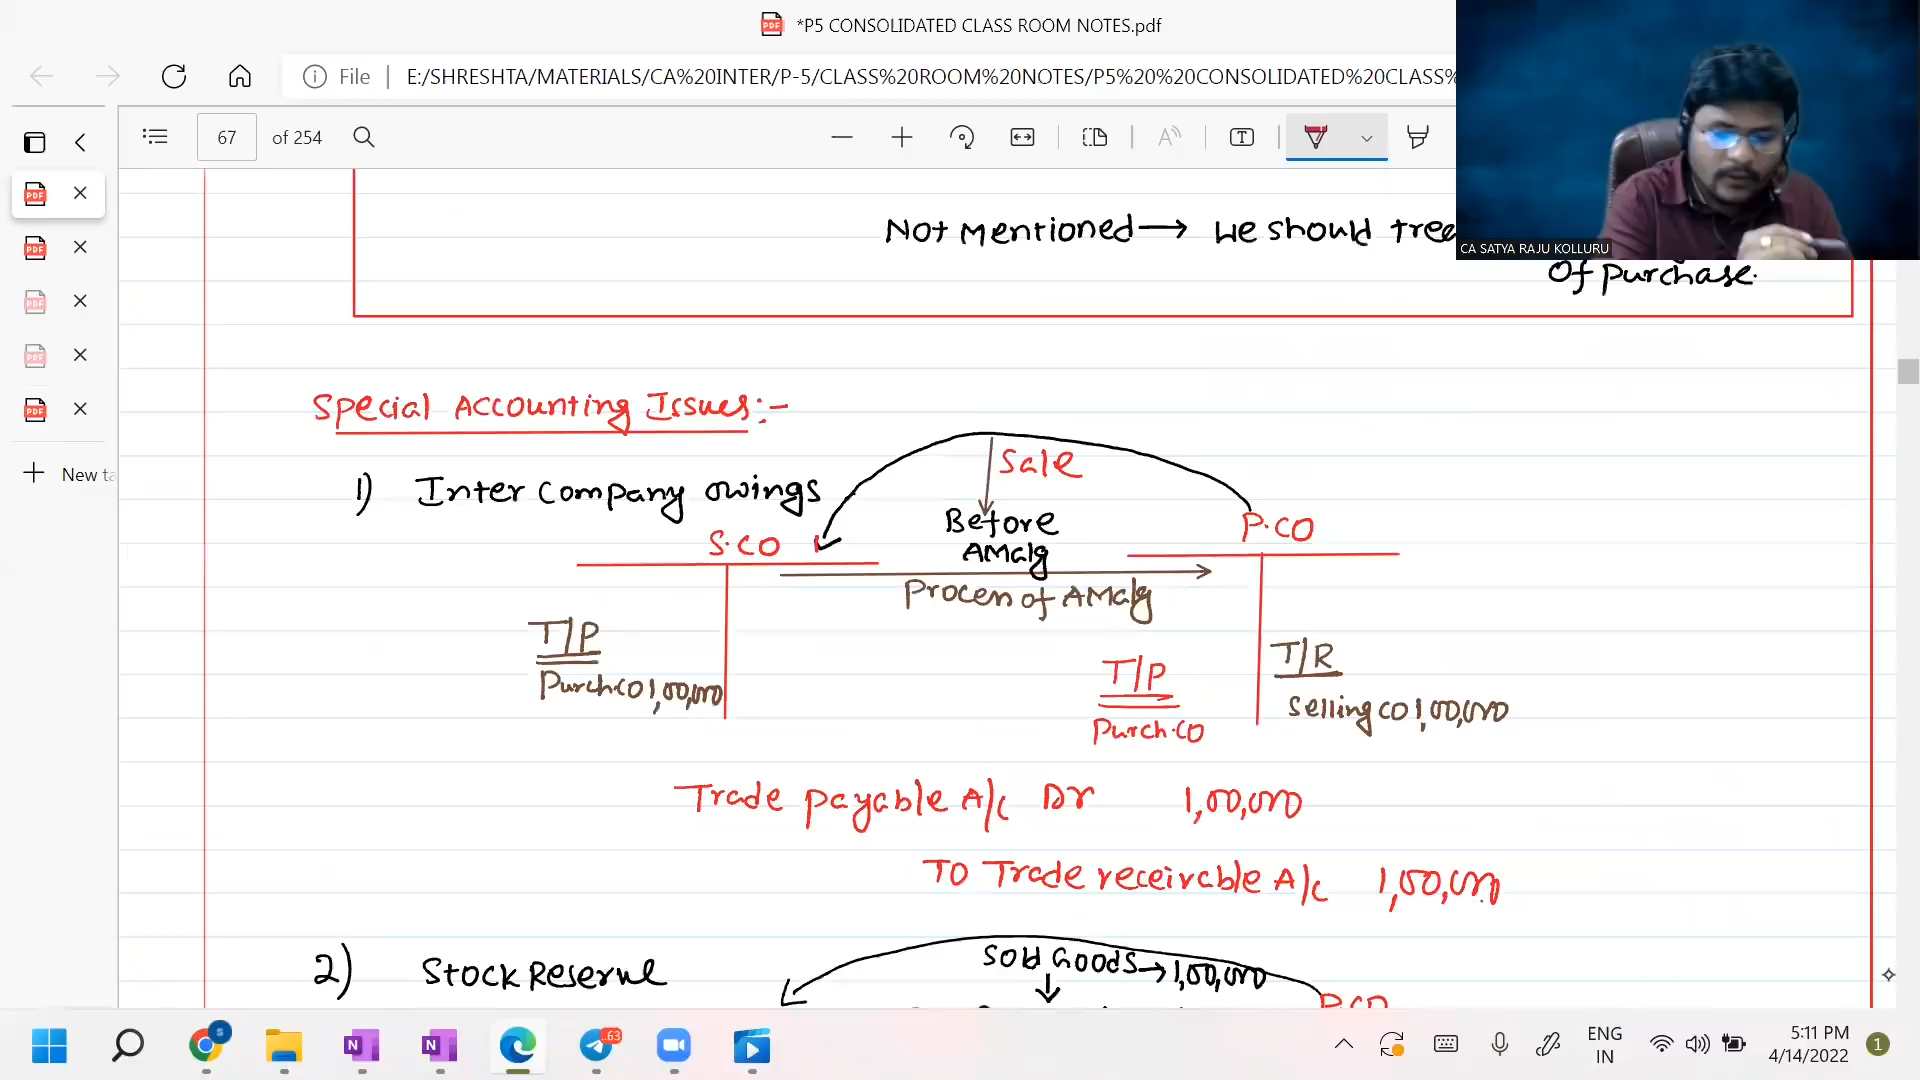 *P5 CONSOLIDATED CLASS ROOM NOTES.pdf
File
E:/SHRESHTA/MATERIALS/CA%20INTER/P-5/CLASS%20ROOM%20NOTES/P5%20%20CONSOLIDATED%20CLASS%
67 of 254
New ta
CA SATYA RAJU KOLLURU
Not Mentioned → We should trea
Of purchase.
Special Accounting Issues:-
Sale
1) Inter Company owings
Before
AMalg
S.CO
P.CO
Process of AMalg
T/P
Purch.CO 1,00,000
T/R
Selling CO 1,00,000
T/P
Purch.CO
Trade payable A/c Dr 1,00,000
To Trade receivable A/c 1,00,000
2) Stock Reserve
Sold Goods → 1,00,000
P.CO
63
ENG
IN
5:11 PM
4/14/2022
1